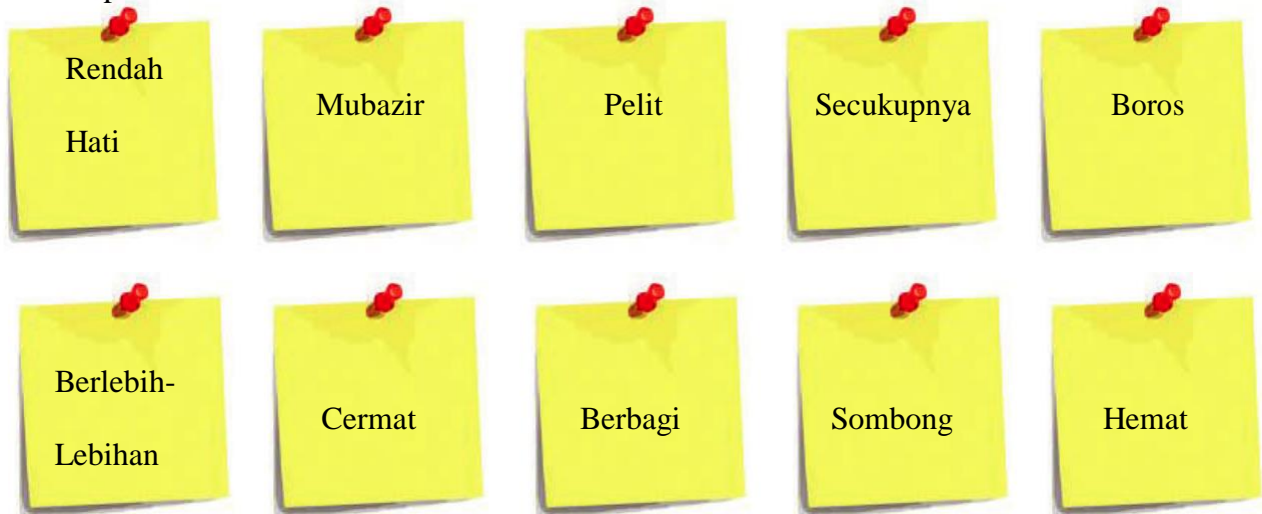 Rendah
Hati
Mubazir
Pelit
Secukupnya
Boros
Berlebih-
Lebihan
Cermat
Berbagi
Sombong
Hemat